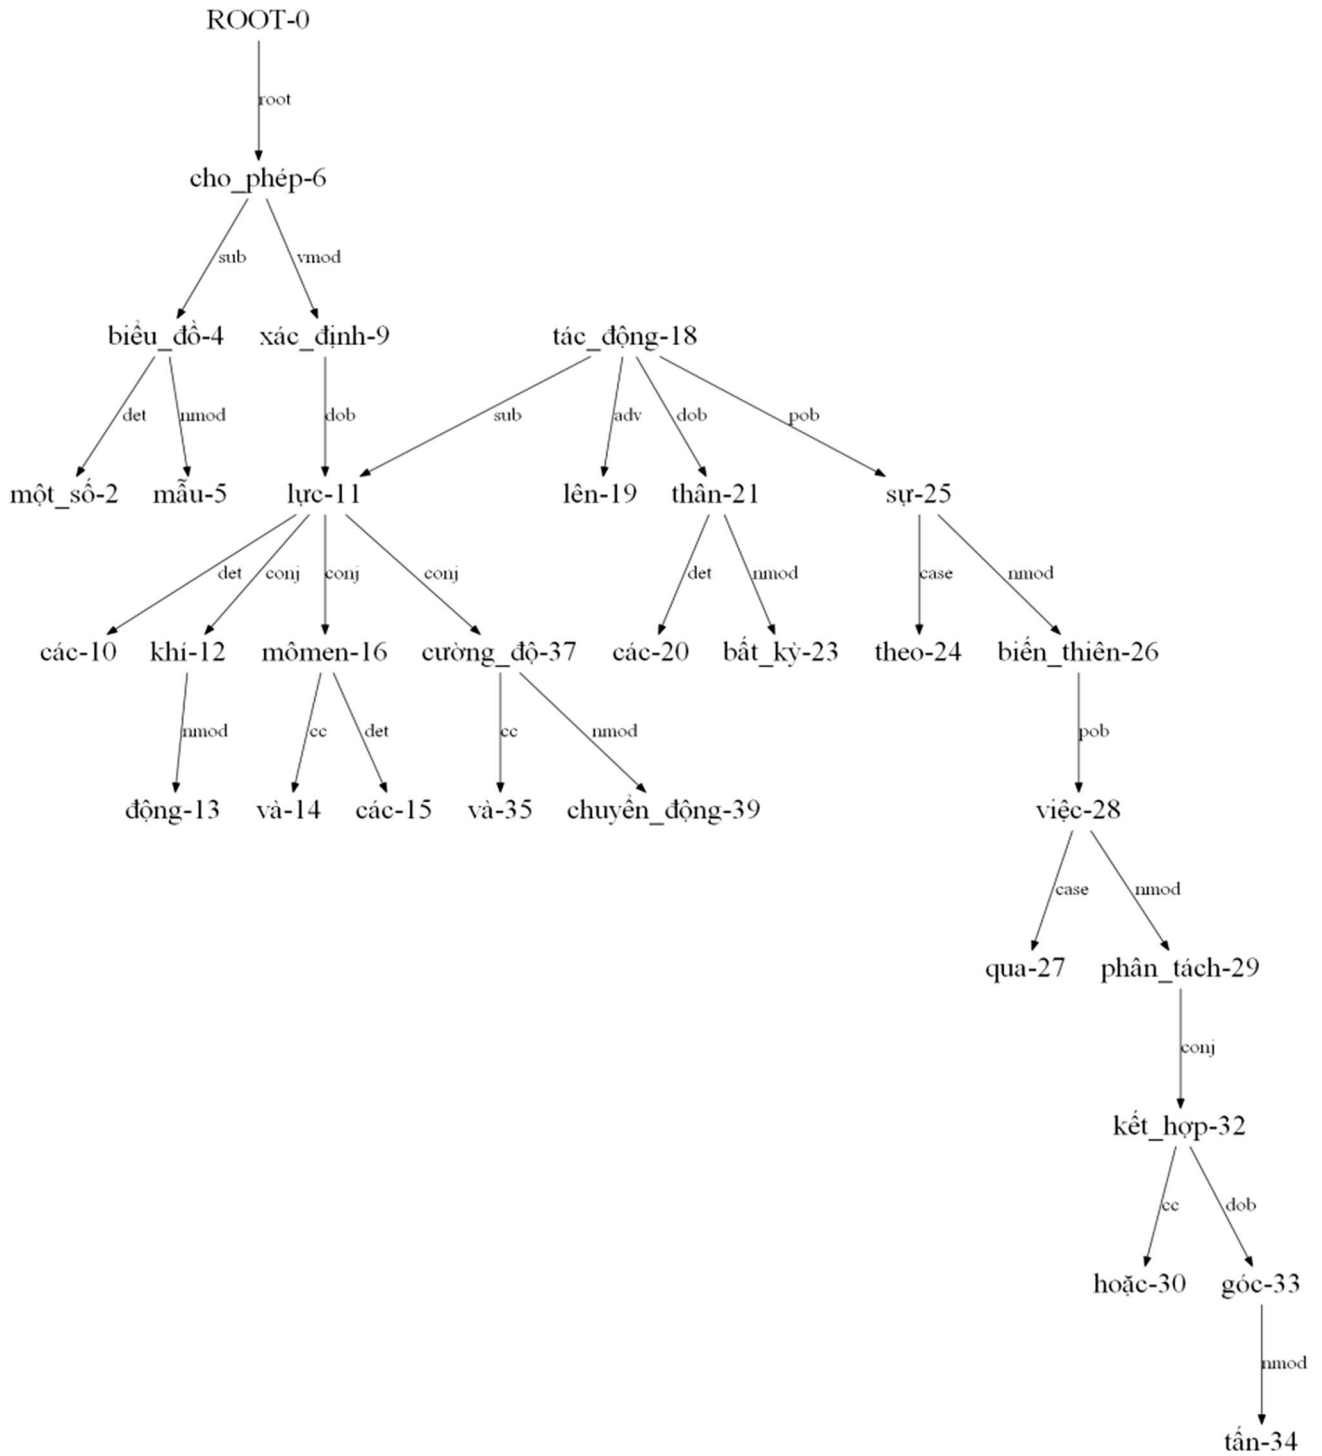 ROOT-0
root
cho_phép-6
sub vmod
biểu_đồ-4 xác_định-9 tác_động-18
det nmod dob sub adv dob pob
một_số-2 mẫu-5 lực-11 lên-19 thân-21 sự-25
det conj conj conj det nmod case nmod
các-10 khí-12 mômen-16 cường_độ-37 các-20 bất_kỳ-23 theo-24 biến_thiên-26
nmod cc det cc nmod pob
động-13 và-14 các-15 và-35 chuyển_động-39 việc-28
case nmod
qua-27 phân_tách-29
conj
kết_hợp-32
cc dob
hoặc-30 góc-33
nmod
tấn-34